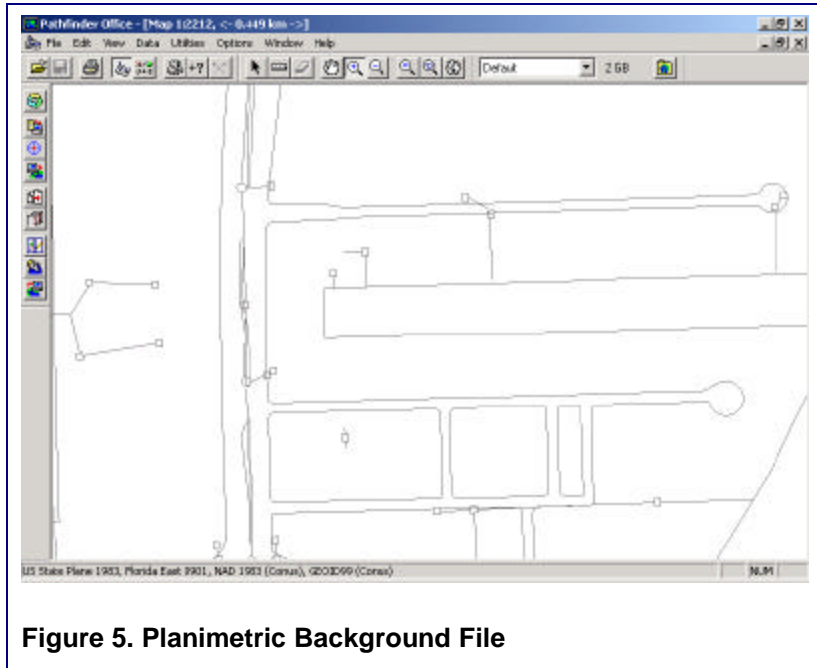 Pathfinder Office - [Map 1:2212, <- 0.449 km ->]
File Edit View Data Utilities Options Window Help
Default 2 GB
US State Plane 1983, Florida East 0901, NAD 1983 (Conus), GEOID99 (Conus) NUM
Figure 5. Planimetric Background File